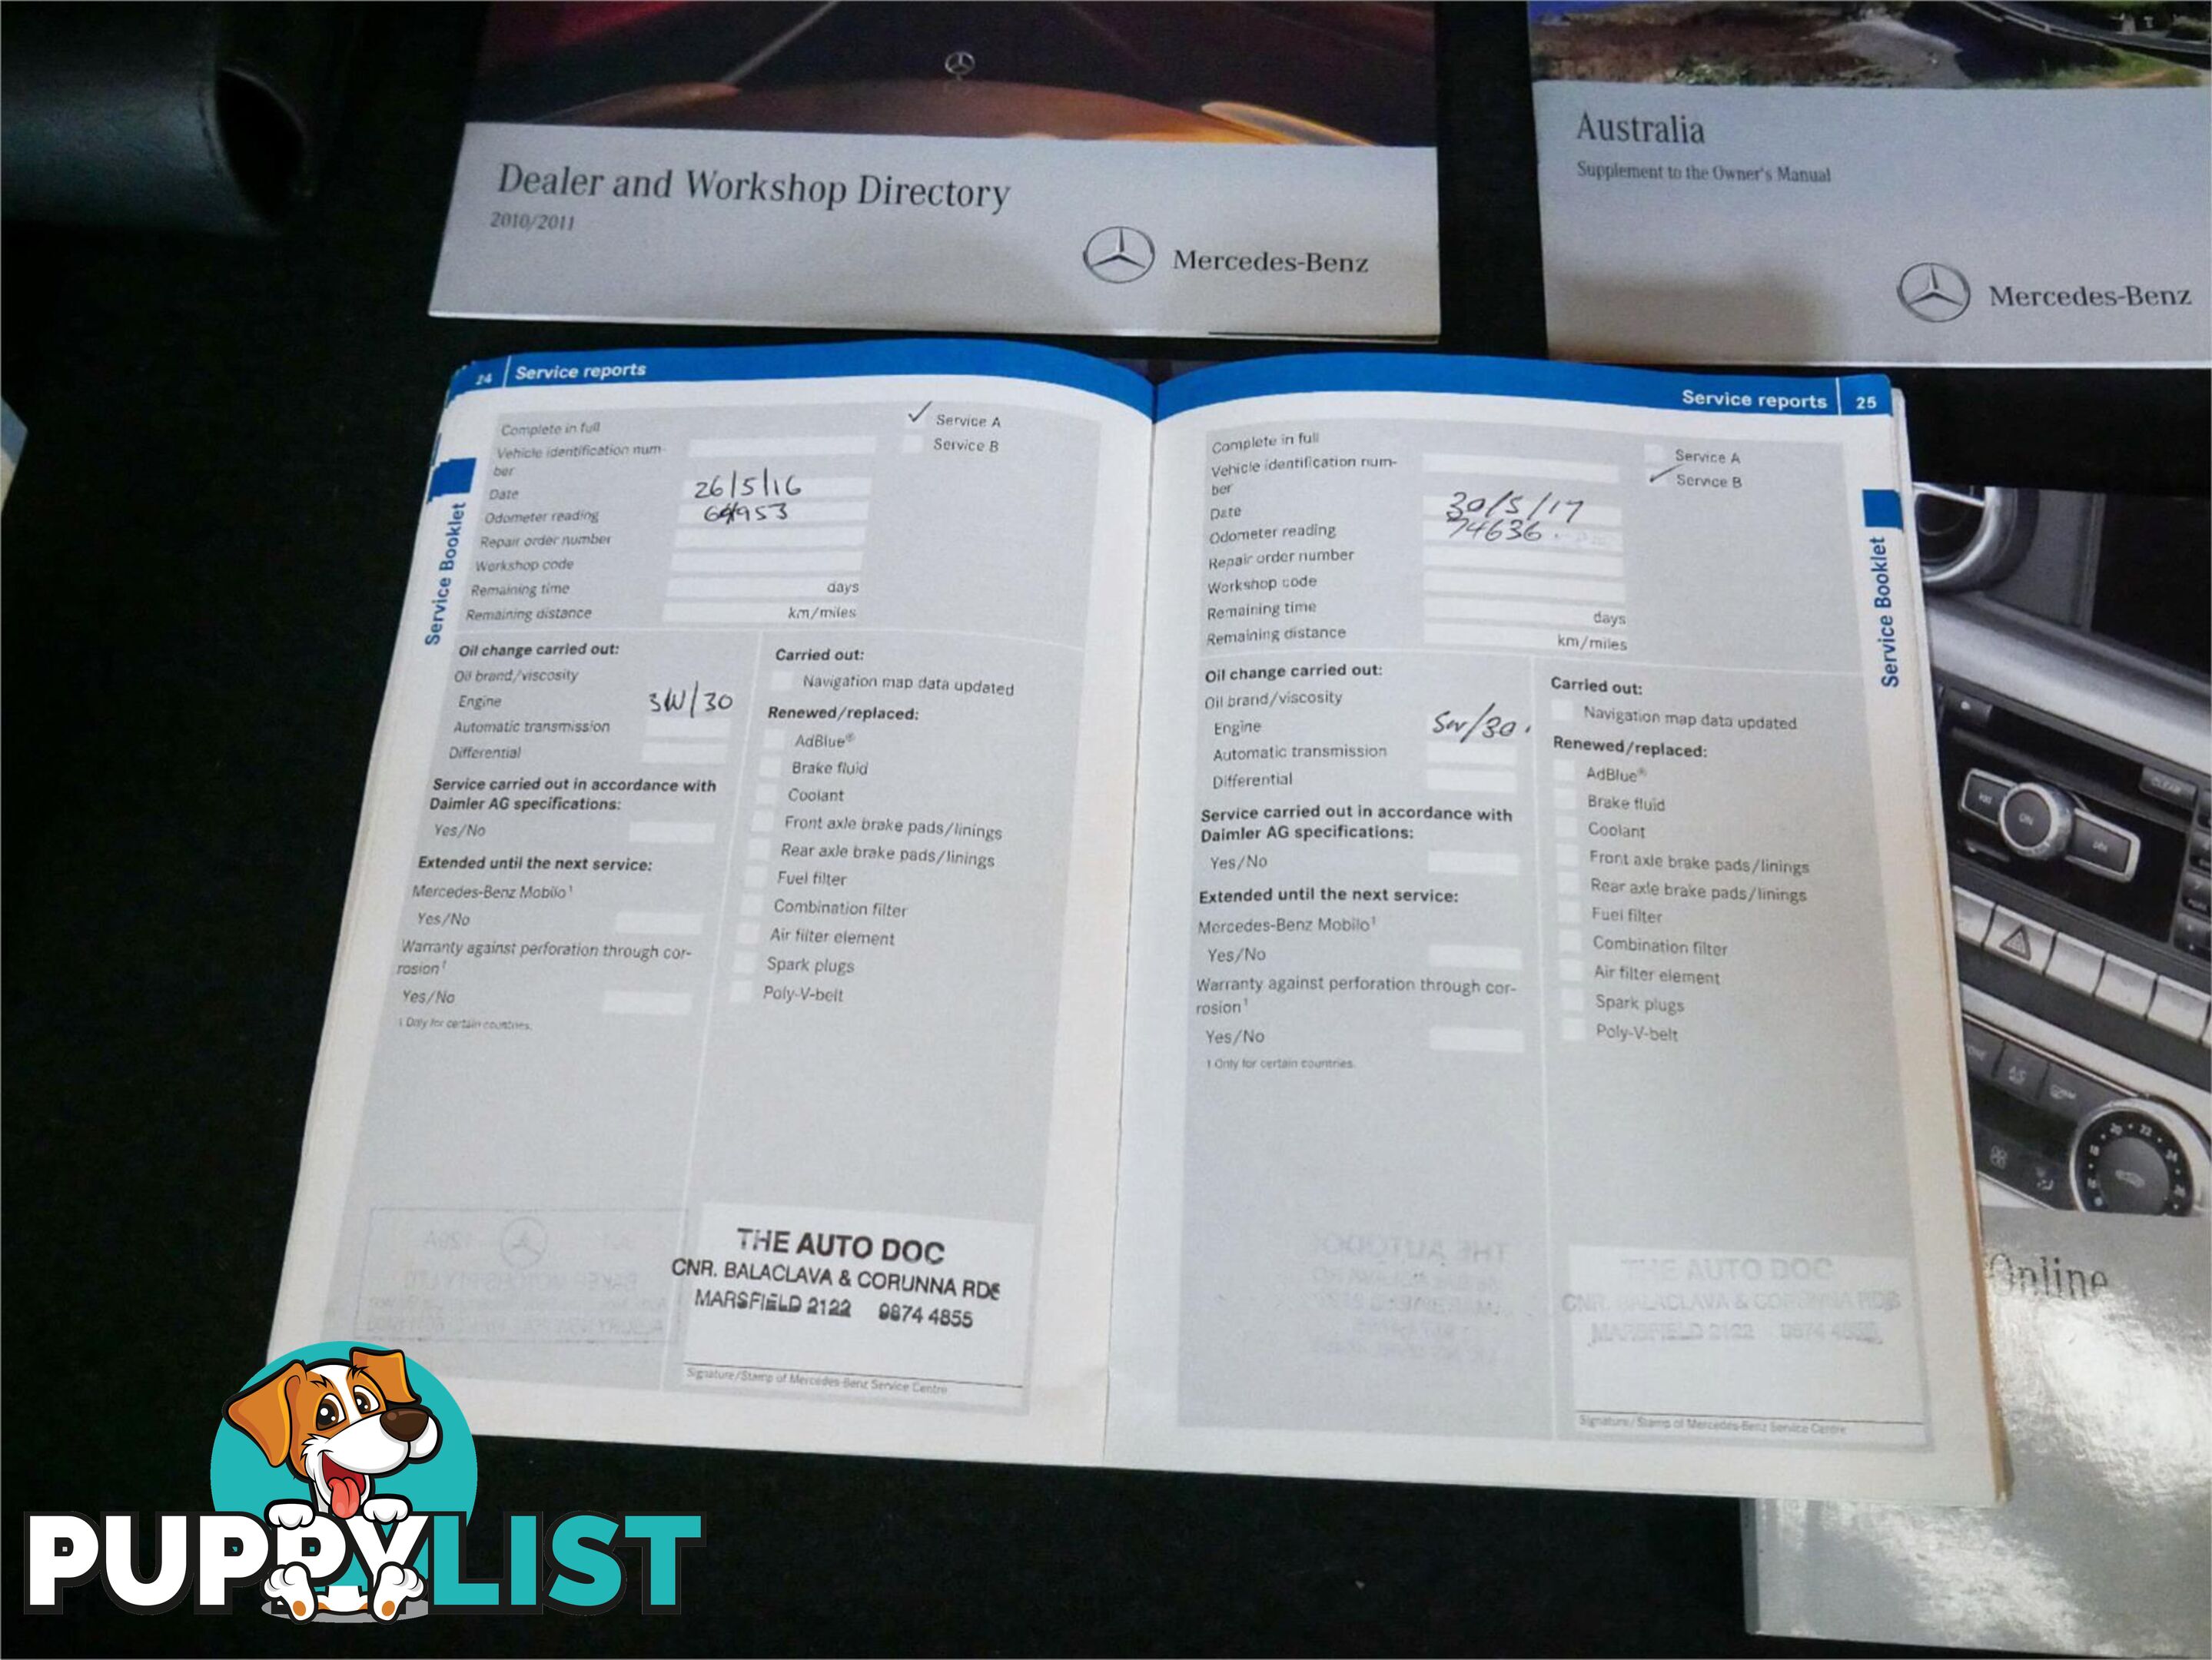 Dealer and Workshop Directory
2010/2011
Mercedes-Benz
Australia
Supplement to the Owner's Manual
Mercedes-Benz
24 Service reports
Service Booklet
Complete in full
Service A
Vehicle identification num-
ber
Service B
Date 26/5/16
Odometer reading
Repair order number
Workshop code
Remaining time days
Remaining distance km/miles
Oil change carried out:
Oil brand/viscosity
Engine 5W/30
Automatic transmission
Differential
Service carried out in accordance with
Daimler AG specifications:
Yes/No
Extended until the next service:
Mercedes-Benz Mobilo¹
Yes/No
Warranty against perforation through cor-
rosion¹
Yes/No
1 Only for certain countries.
Carried out:
Navigation map data updated
Renewed/replaced:
AdBlue®
Brake fluid
Coolant
Front axle brake pads/linings
Rear axle brake pads/linings
Fuel filter
Combination filter
Air filter element
Spark plugs
Poly-V-belt
THE AUTO DOC
CNR. BALACLAVA & CORUNNA RDS
MARSFIELD 2122 9874 4855
Signature/Stamp of Mercedes-Benz Service Centre
Service reports 25
Service Booklet
Complete in full
Service A
Vehicle identification num-
ber
Service B
Date 30/5/17
Odometer reading 74636.
Repair order number
Workshop code
Remaining time days
Remaining distance km/miles
Oil change carried out:
Oil brand/viscosity
Engine 5W/30.
Automatic transmission
Differential
Service carried out in accordance with
Daimler AG specifications:
Yes/No
Extended until the next service:
Mercedes-Benz Mobilo¹
Yes/No
Warranty against perforation through cor-
rosion¹
Yes/No
1 Only for certain countries.
Carried out:
Navigation map data updated
Renewed/replaced:
AdBlue®
Brake fluid
Coolant
Front axle brake pads/linings
Rear axle brake pads/linings
Fuel filter
Combination filter
Air filter element
Spark plugs
Poly-V-belt
THE AUTO DOC
CNR. BALACLAVA & CORUNNA RDS
MARSFIELD 2122 9874 4855
Signature/Stamp of Mercedes-Benz Service Centre
CLEAR
ON
Online
PUPPYLIST